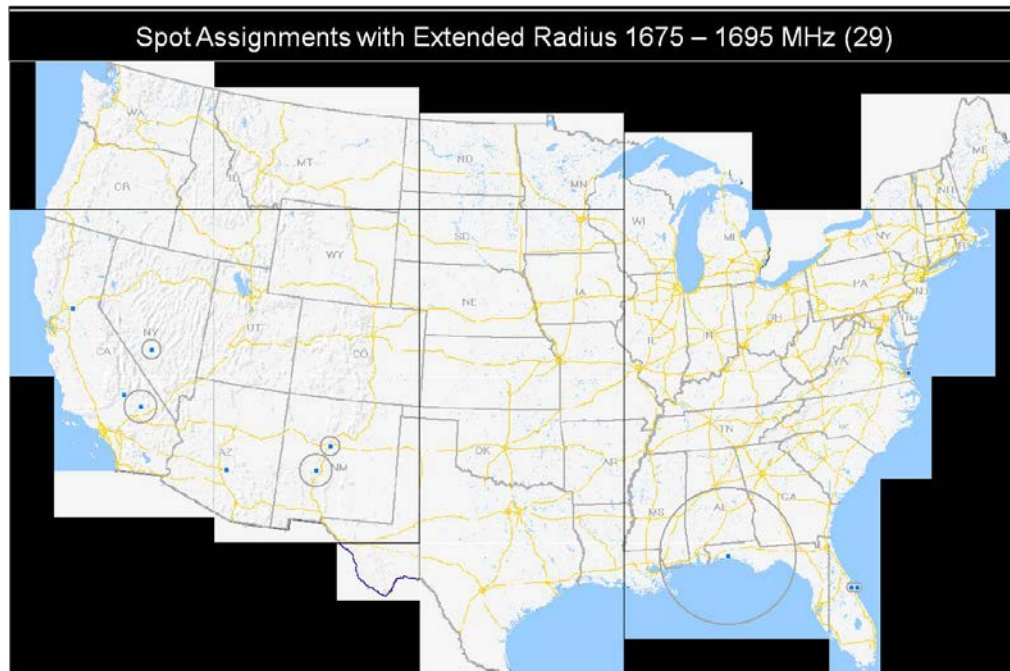 Spot Assignments with Extended Radius 1675 – 1695 MHz (29)
WA
MT
ND
ME
OR
ID
MN
NH
WI
SD
MI
NY
WY
PA
NE
IA
NJ
OH
IL
IN
NV
UT
CAT
CO
VA
TN
OK
AZ
NM
AR
MS
AL
GA